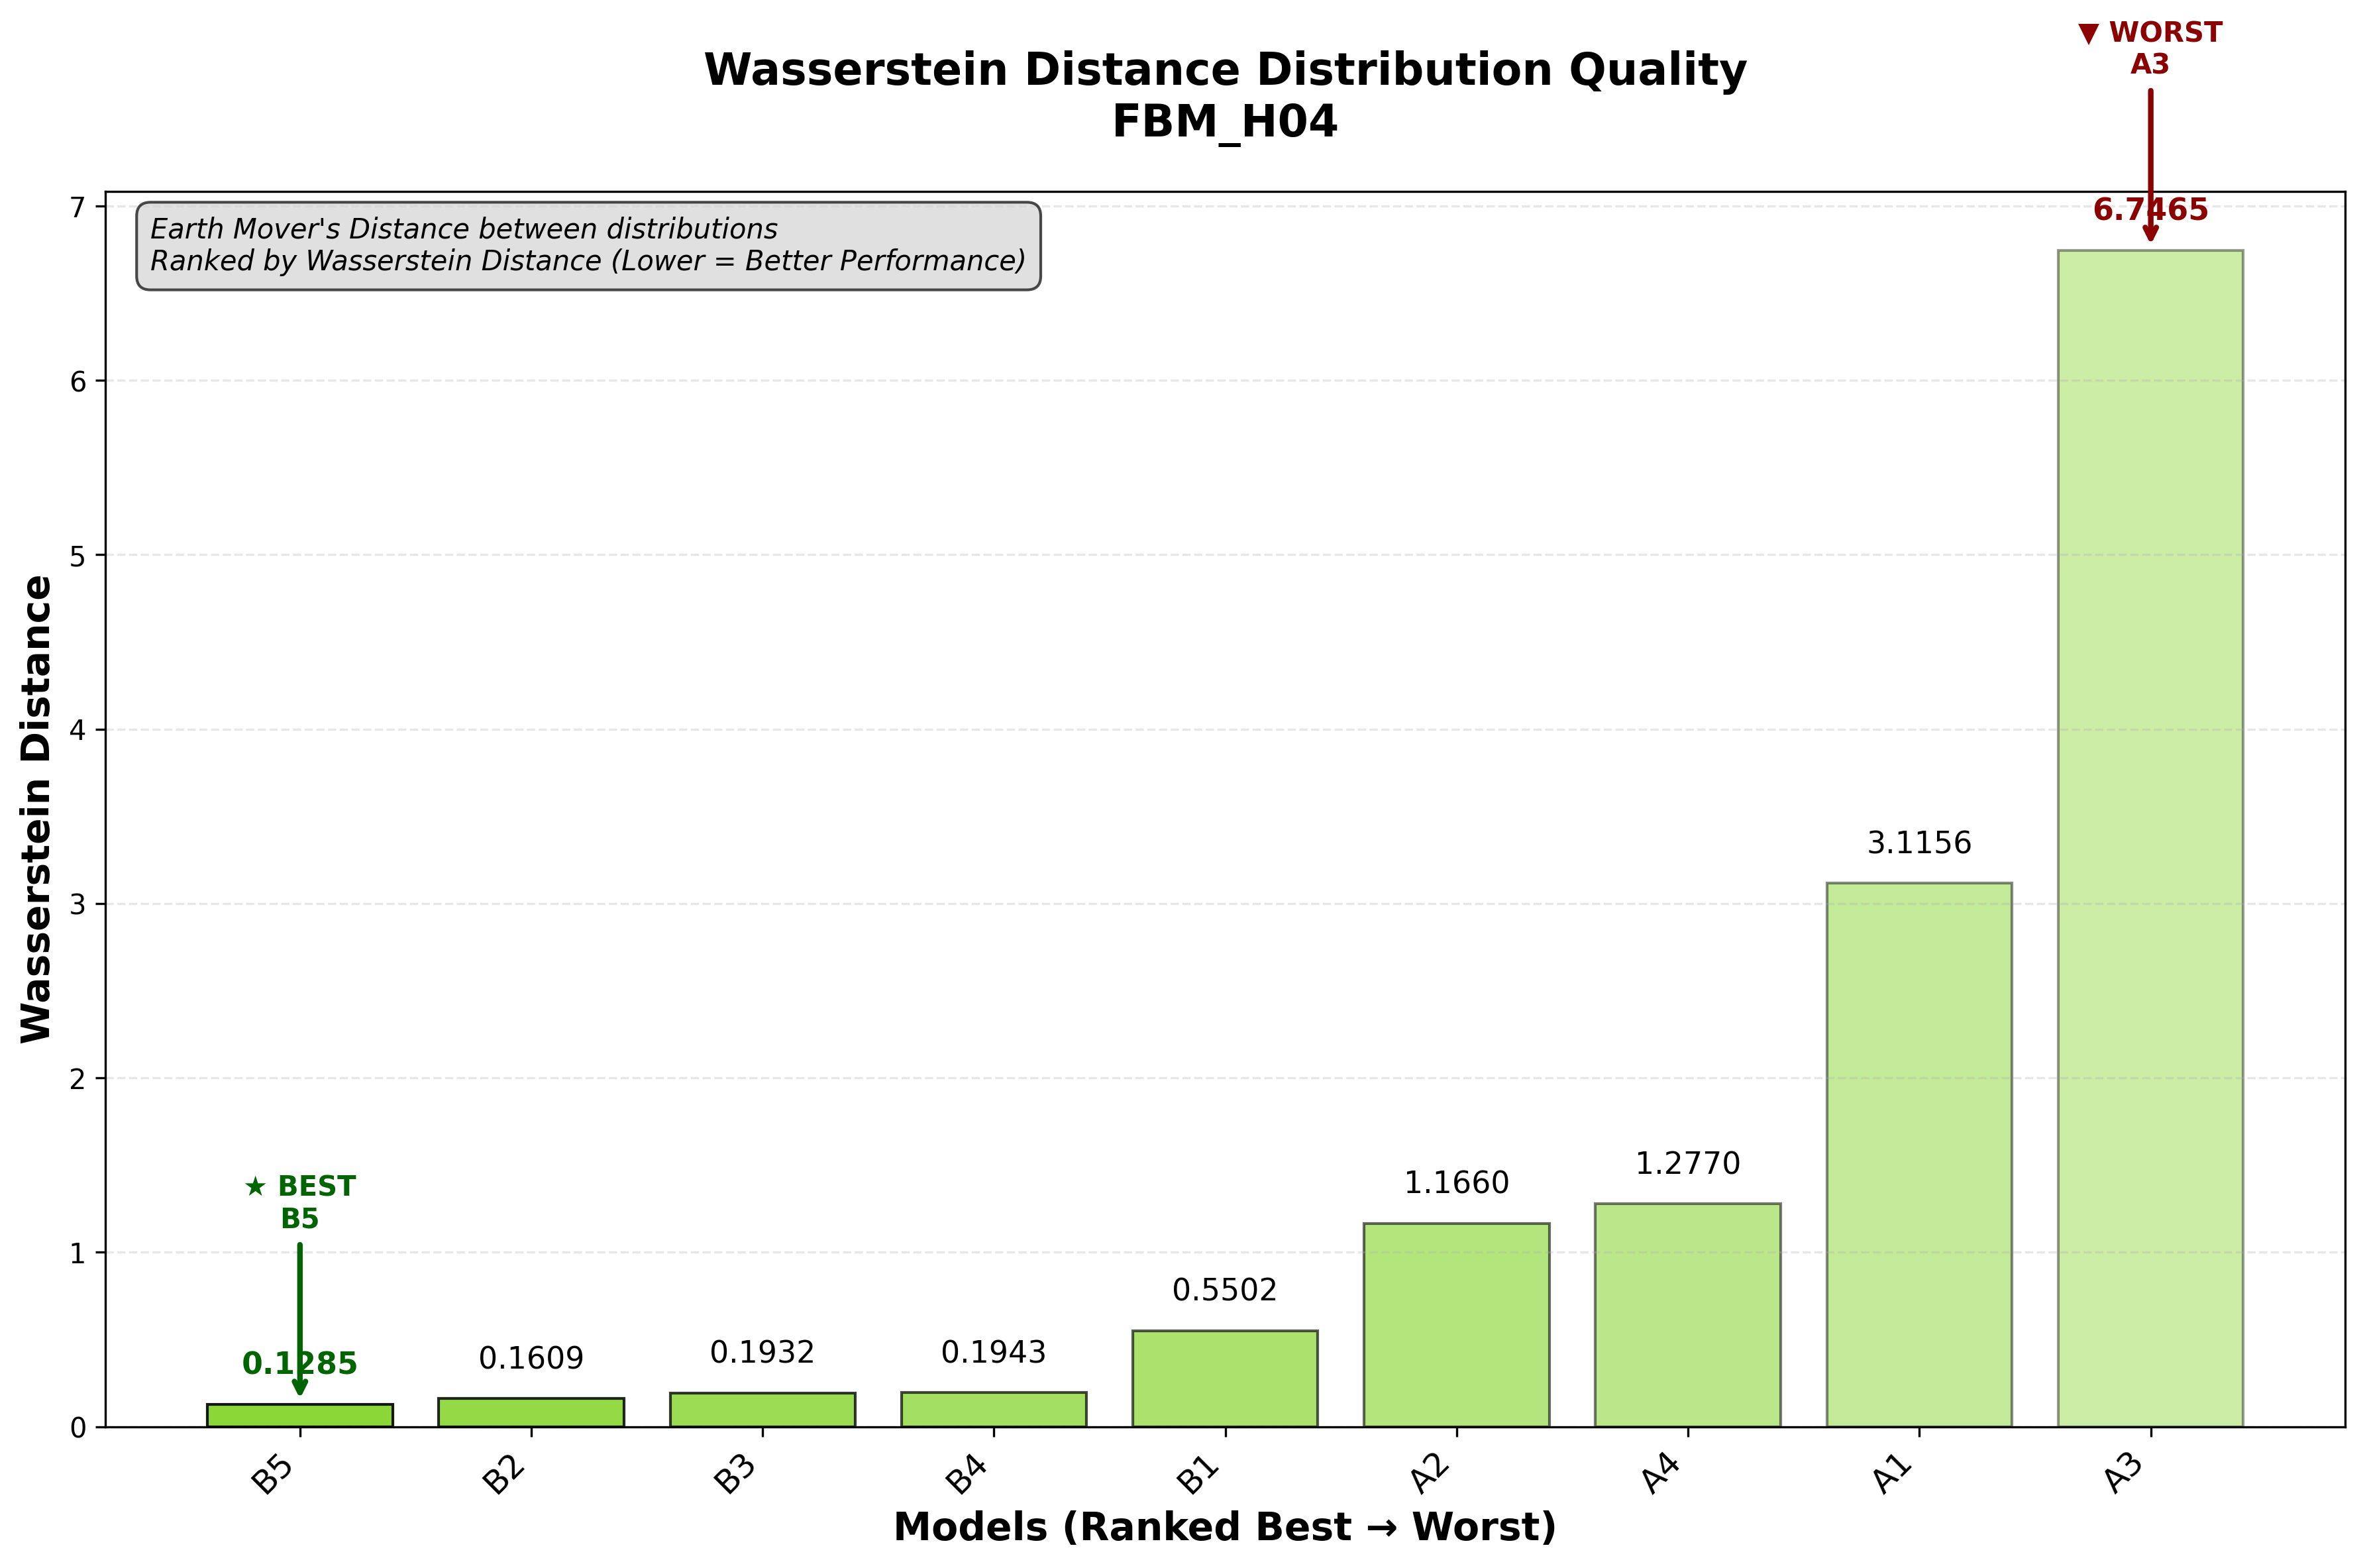 ▼ WORST
A3
Wasserstein Distance Distribution Quality
FBM_H04
Earth Mover's Distance between distributions
Ranked by Wasserstein Distance (Lower = Better Performance)
Wasserstein Distance
7
6
5
4
3
2
1
0
★ BEST
B5
0.1285
0.1609
0.1932
0.1943
0.5502
1.1660
1.2770
3.1156
6.7465
B5
B2
B3
B4
B1
A2
A4
A1
A3
Models (Ranked Best → Worst)